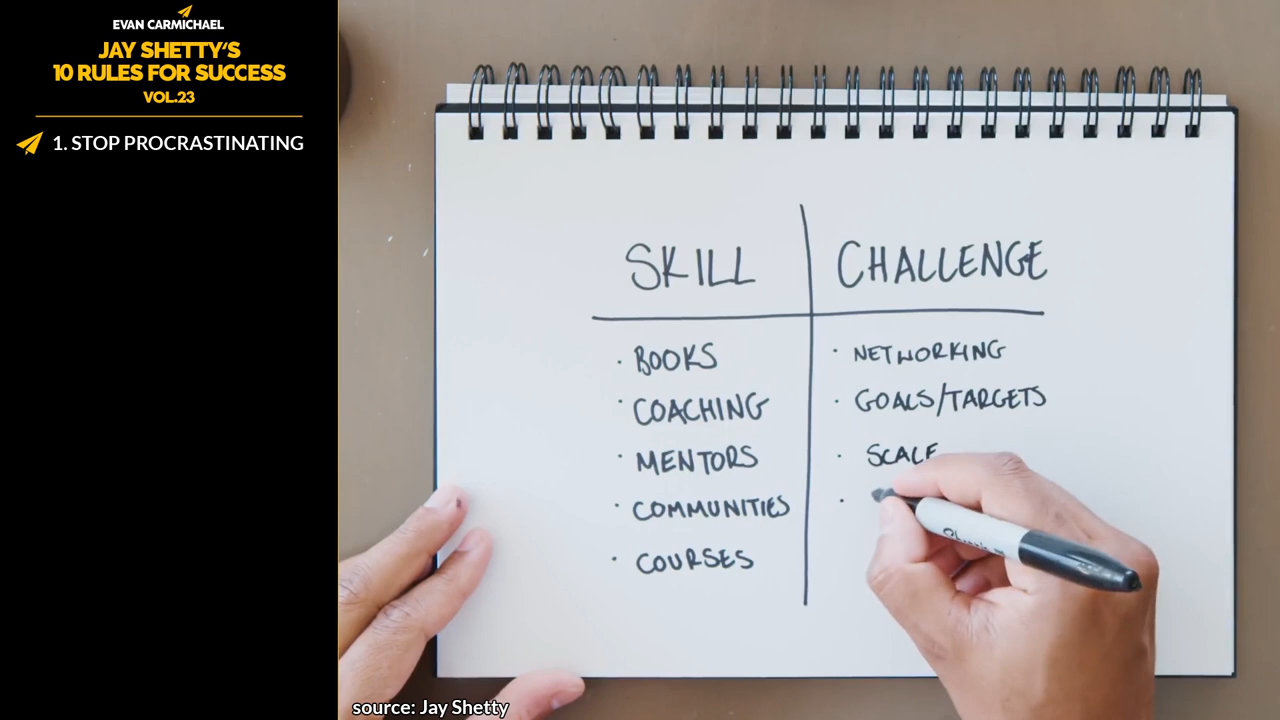 EVAN CARMICHAEL
JAY SHETTY'S
10 RULES FOR SUCCESS
VOL.23
1. STOP PROCRASTINATING
SKILL
CHALLENGE
· BOOKS
· COACHING
· MENTORS
· COMMUNITIES
· COURSES
· NETWORKING
· GOALS/TARGETS
· SCALE
·
source: Jay Shetty